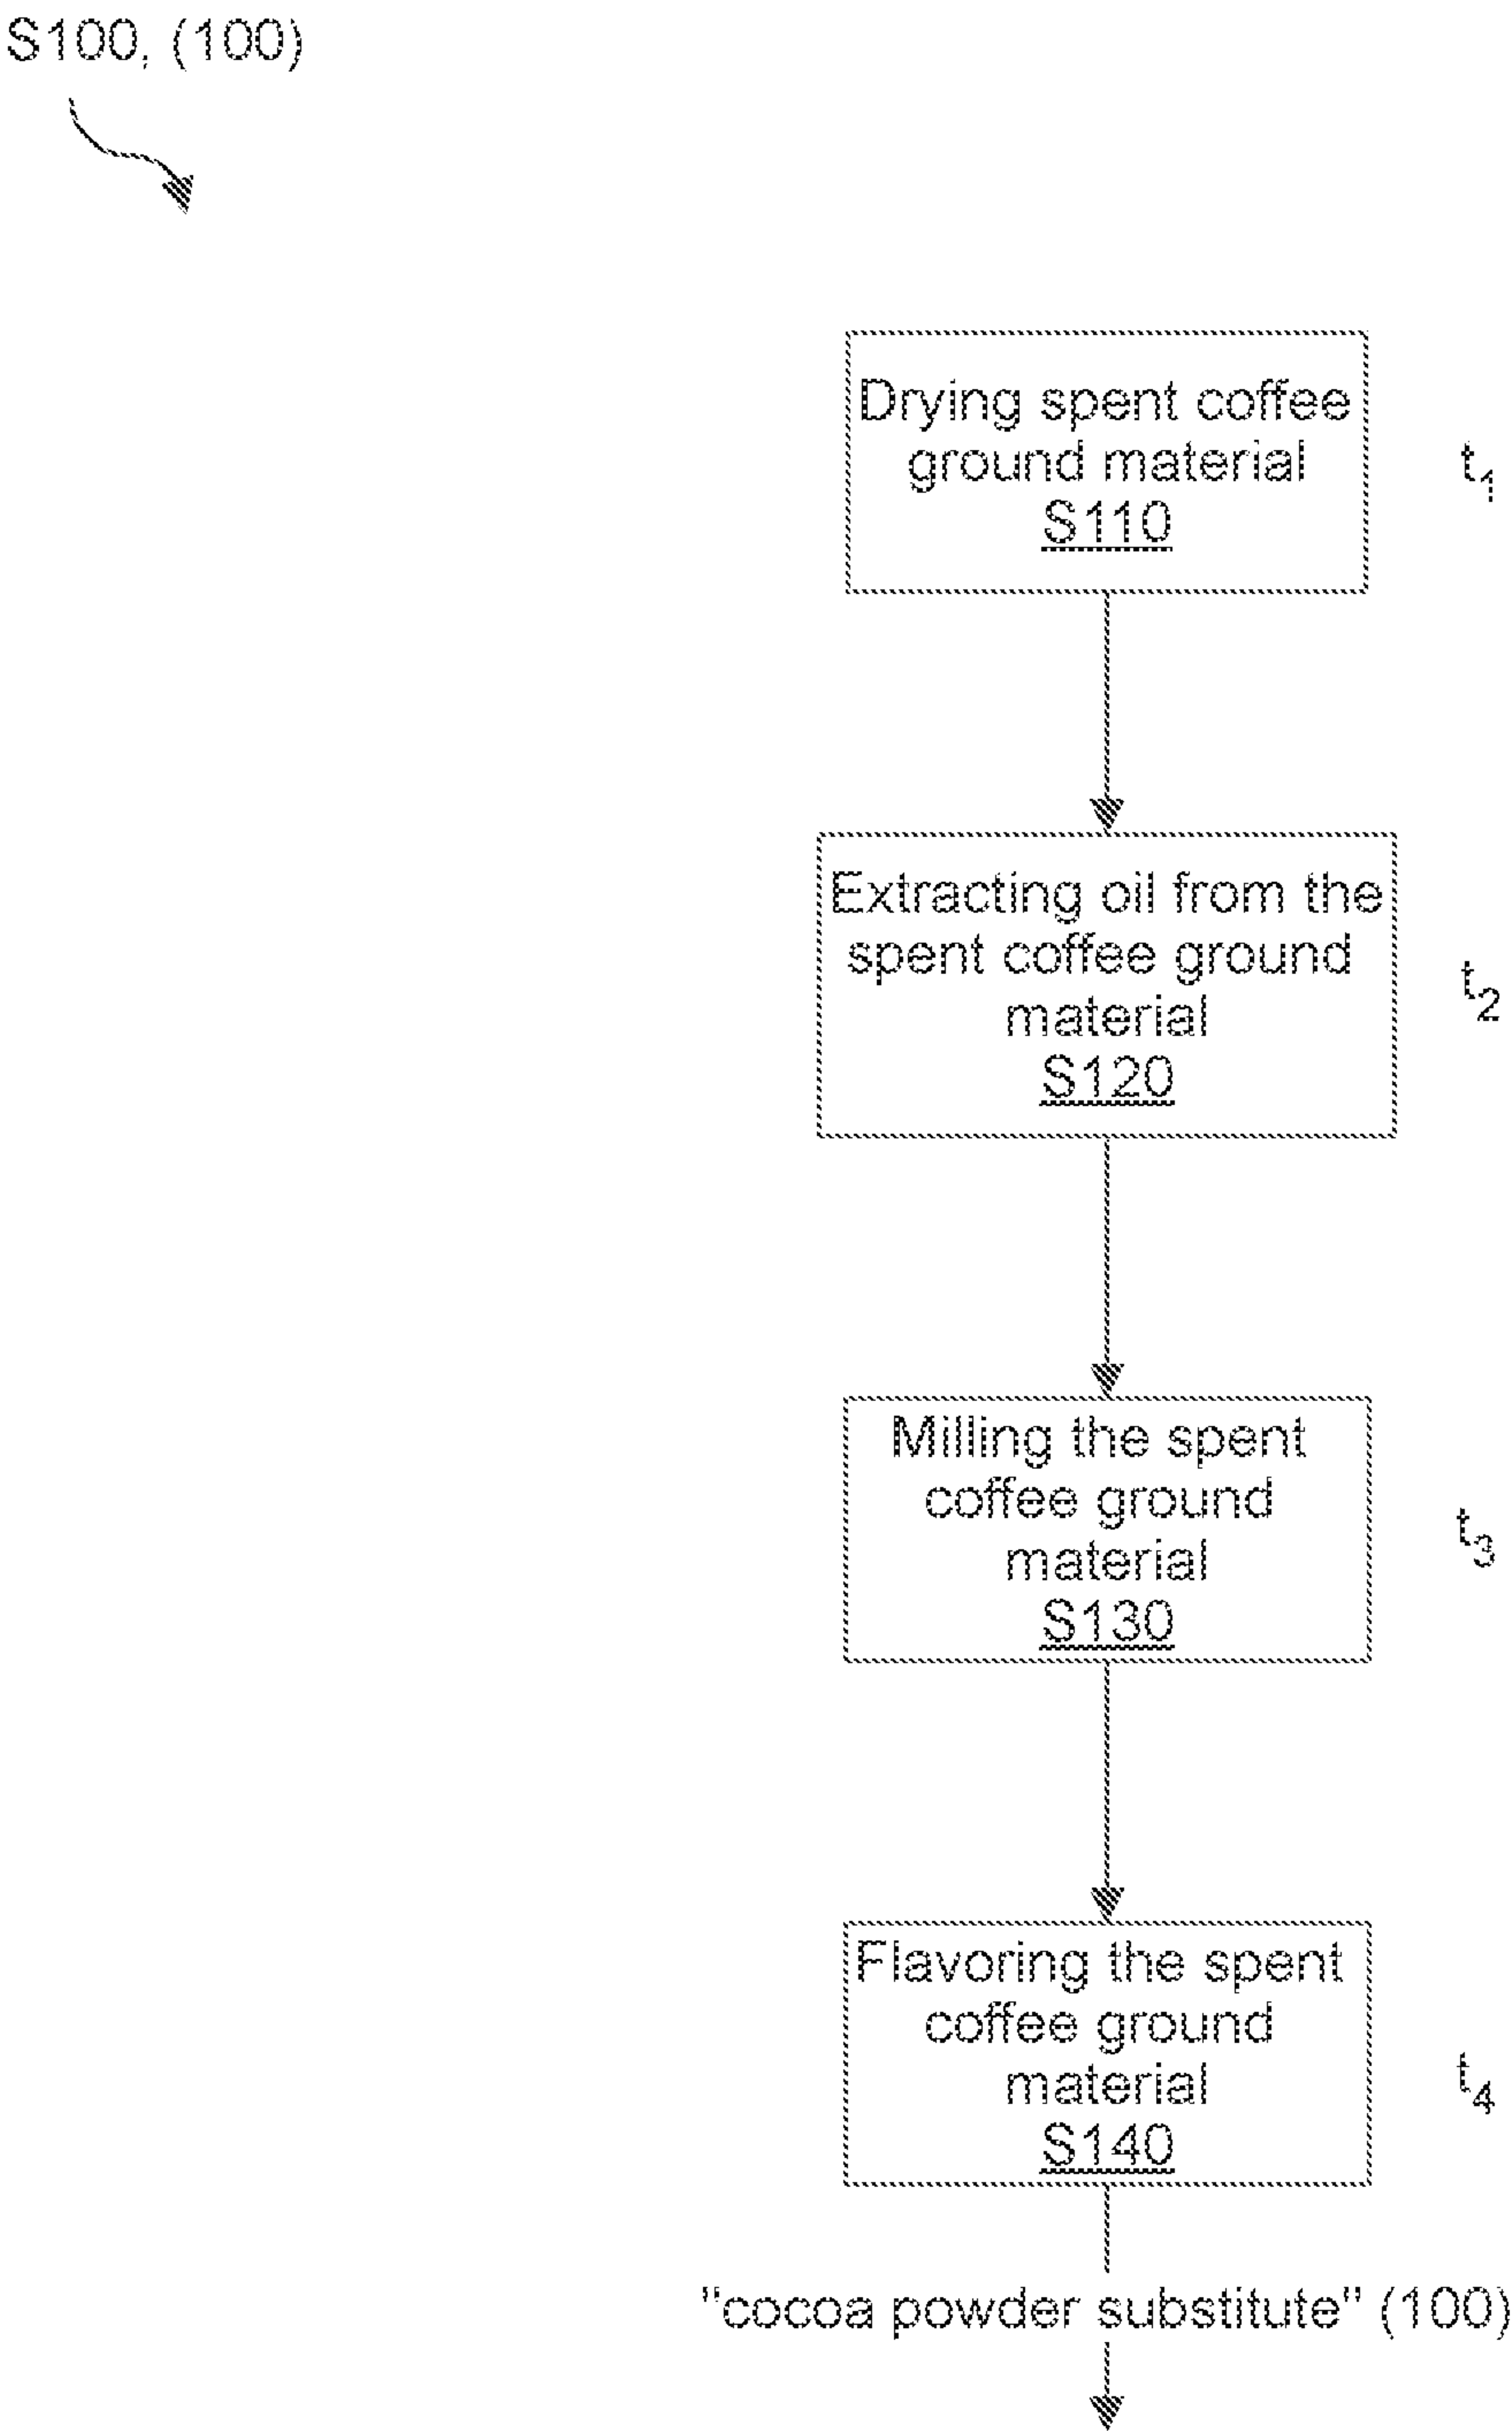 S100, (100)
Drying spent coffee
ground material
S110
t1
Extracting oil from the
spent coffee ground
material
S120
t2
Milling the spent
coffee ground
material
S130
t3
Flavoring the spent
coffee ground
material
S140
t4
"cocoa powder substitute" (100)